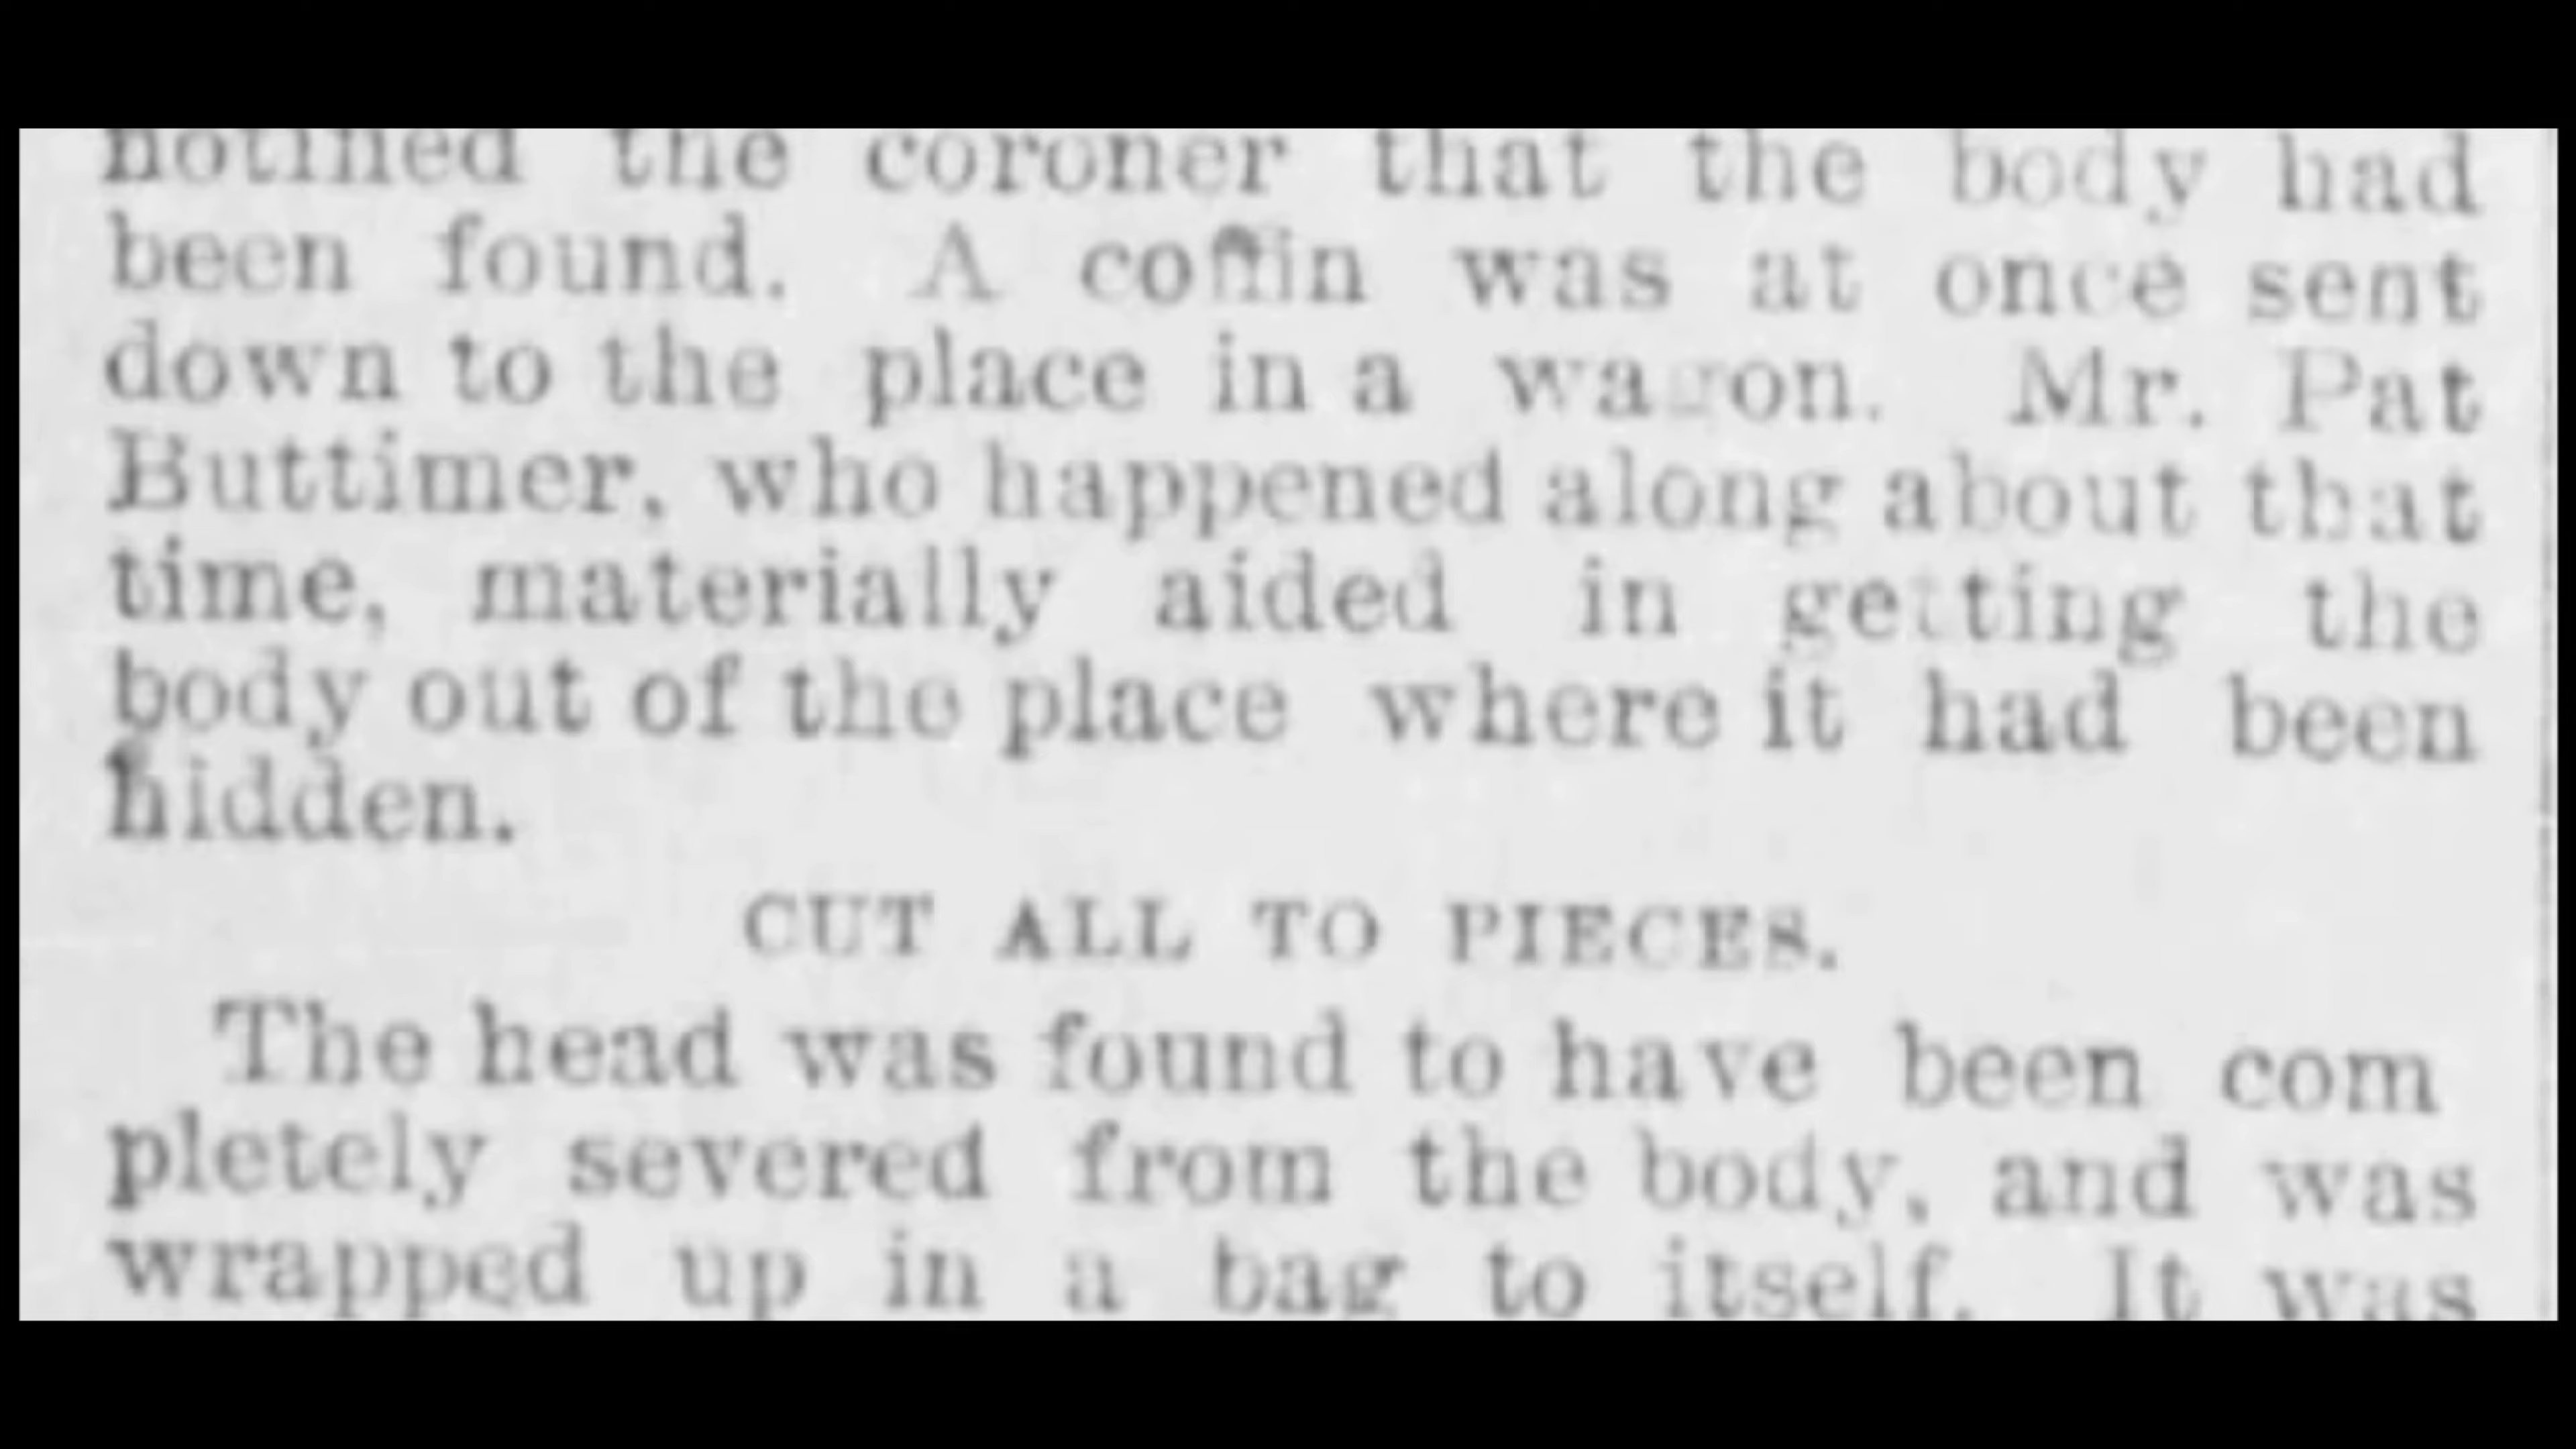 notified the coroner that the body had
been found. A coffin was at once sent
down to the place in a wagon. Mr. Pat
Buttimer, who happened along about that
time, materially aided in getting the
body out of the place where it had been
hidden.
CUT ALL TO PIECES.
The head was found to have been com
pletely severed from the body, and was
wrapped up in a bag to itself. It was